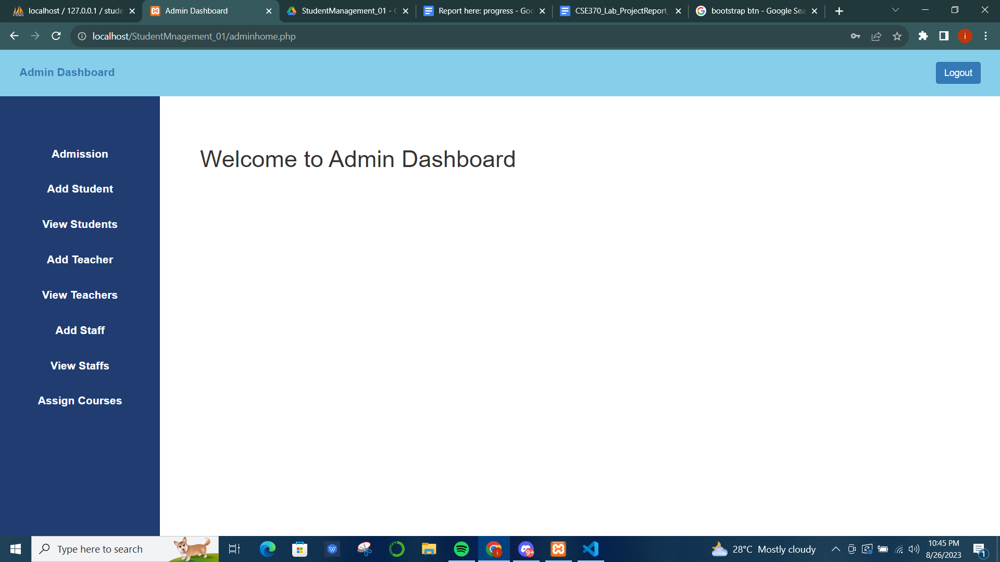 localhost / 127.0.0.1 / stude
Admin Dashboard
StudentManagement_01 - G
Report here: progress - Goo
CSE370_Lab_ProjectReport_
bootstrap btn - Google Sea
localhost/StudentMnagement_01/adminhome.php
i
Admin Dashboard
Logout
Admission
Add Student
View Students
Add Teacher
View Teachers
Add Staff
View Staffs
Assign Courses
Welcome to Admin Dashboard
Type here to search
9+
28°C Mostly cloudy
10:45 PM
8/26/2023
1